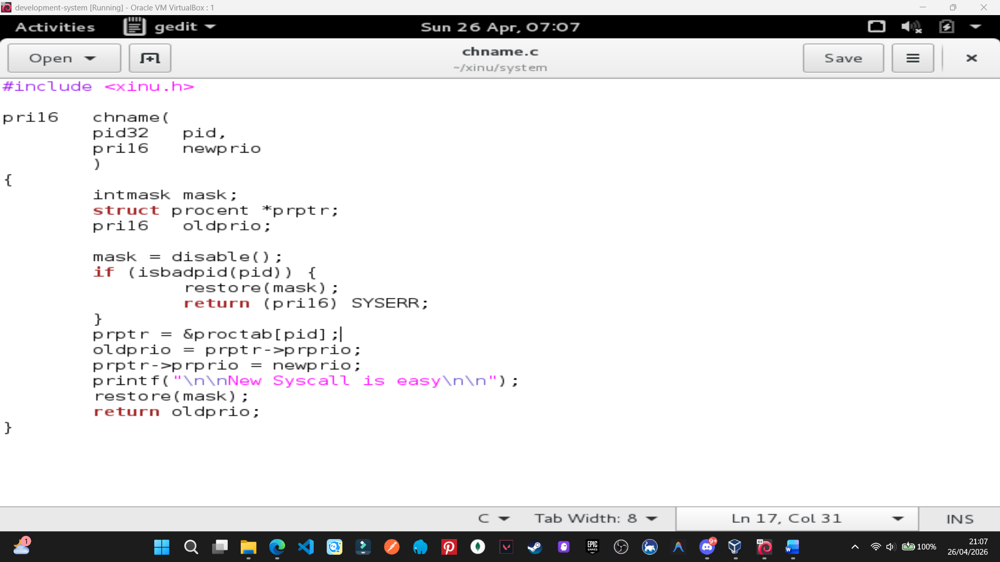 development-system [Running] - Oracle VM VirtualBox : 1
Activities gedit Sun 26 Apr, 07:07
Open chname.c Save
~/xinu/system
#include <xinu.h>
pri16 chname(
pid32 pid,
pri16 newprio
)
{
intmask mask;
struct procent *prptr;
pri16 oldprio;
mask = disable();
if (isbadpid(pid)) {
restore(mask);
return (pri16) SYSERR;
}
prptr = &proctab[pid];
oldprio = prptr->prprio;
prptr->prprio = newprio;
printf("\n\nNew Syscall is easy\n\n");
restore(mask);
return oldprio;
}
C Tab Width: 8 Ln 17, Col 31 INS
1 EPIC GAMES 9+ 64 W 100% 21:07
26/04/2026